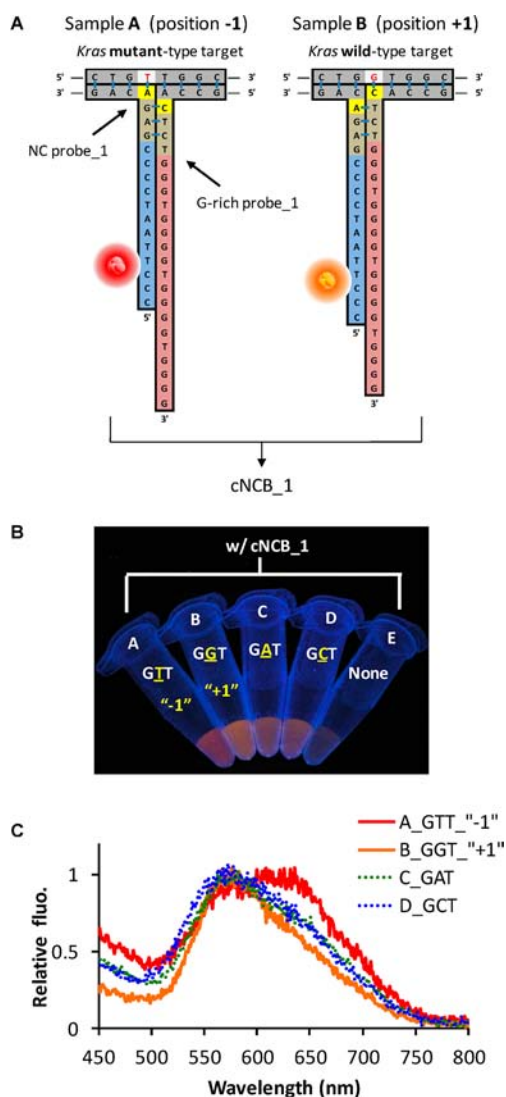 A
Sample A (position -1)
Kras mutant-type target
5' — C T G T T G G C — 3'
3' — G A C A A C C G — 5'
G A G C C C C T A A T T C C C
5'
C T C T G G G T G G G G T G G G G T G G G G
3'
NC probe_1
G-rich probe_1
Sample B (position +1)
Kras wild-type target
5' — C T G G T G G C — 3'
3' — G A C C A C C G — 5'
A G A G C C C C T A A T T C C C
5'
T C T G G G T G G G G T G G G G T G G G G
3'
cNCB_1
B
w/ cNCB_1
A
B
C
D
E
GTT
GGT
GAT
GCT
None
“-1”
“+1”
C
A_GTT_"-1"
B_GGT_"+1"
C_GAT
D_GCT
Relative fluo.
1
0.5
0
450 500 550 600 650 700 750 800
Wavelength (nm)